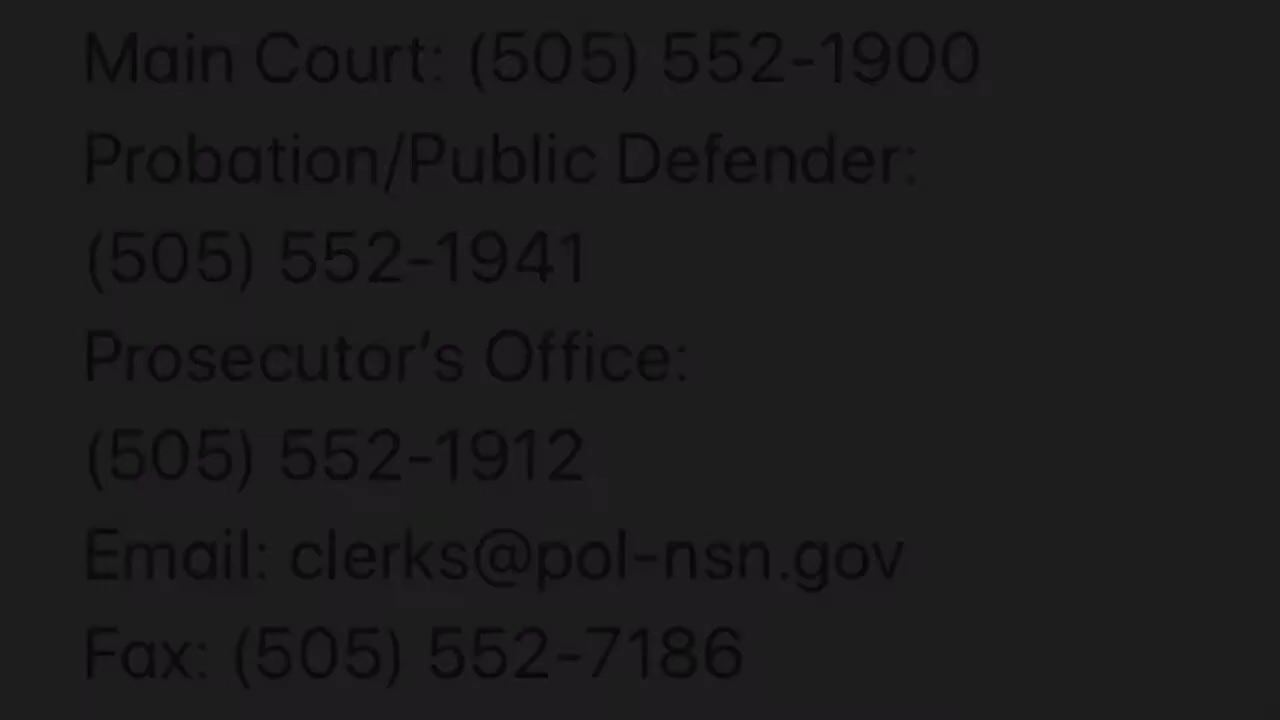 Main Court: (505) 552-1900
Probation/Public Defender:
(505) 552-1941
Prosecutor’s Office:
(505) 552-1912
Email: clerks@pol-nsn.gov
Fax: (505) 552-7186